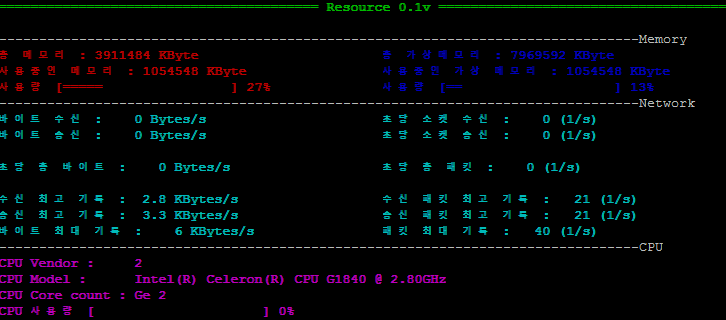 Resource 0.1v
Memory
총 메모리 : 3911484 KByte 총 가상메모리 : 7969592 KByte
사용중인 메모리 : 1054548 KByte 사용중인 가상 메모리 : 1054548 KByte
사용량 [══════ ] 27% 사용량 [══ ] 13%
Network
바이트 수신 : 0 Bytes/s 초당 소켓 수신 : 0 (1/s)
바이트 송신 : 0 Bytes/s 초당 소켓 송신 : 0 (1/s)
초당 총 바이트 : 0 Bytes/s 초당 총 패킷 : 0 (1/s)
수신 최고 기록 : 2.8 KBytes/s 수신 패킷 최고 기록 : 21 (1/s)
송신 최고 기록 : 3.3 KBytes/s 송신 패킷 최고 기록 : 21 (1/s)
바이트 최대 기록 : 6 KBytes/s 패킷 최대 기록 : 40 (1/s)
CPU
CPU Vendor : 2
CPU Model : Intel(R) Celeron(R) CPU G1840 @ 2.80GHz
CPU Core count : Ge 2
CPU 사용량 [ ] 0%